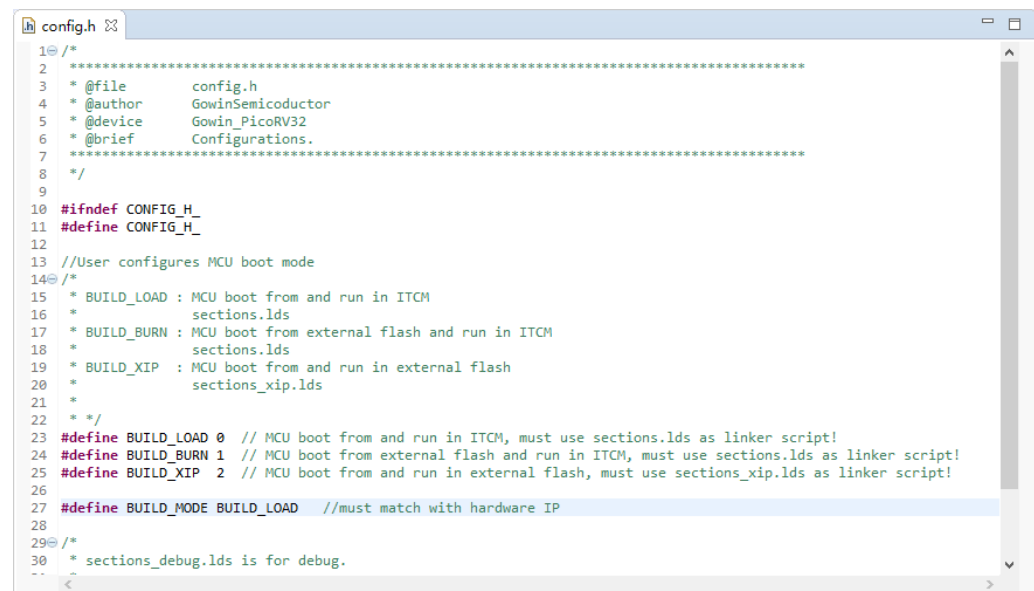 config.h
1 /*
2 ******************************************************************************************
3 * @file config.h
4 * @author GowinSemicoductor
5 * @device Gowin_PicoRV32
6 * @brief Configurations.
7 ******************************************************************************************
8 */
9
10 #ifndef CONFIG_H_
11 #define CONFIG_H_
12
13 //User configures MCU boot mode
14 /*
15 * BUILD_LOAD : MCU boot from and run in ITCM
16 * sections.lds
17 * BUILD_BURN : MCU boot from external flash and run in ITCM
18 * sections.lds
19 * BUILD_XIP : MCU boot from and run in external flash
20 * sections_xip.lds
21 *
22 * */
23 #define BUILD_LOAD 0 // MCU boot from and run in ITCM, must use sections.lds as linker script!
24 #define BUILD_BURN 1 // MCU boot from external flash and run in ITCM, must use sections.lds as linker script!
25 #define BUILD_XIP 2 // MCU boot from and run in external flash, must use sections_xip.lds as linker script!
26
27 #define BUILD_MODE BUILD_LOAD //must match with hardware IP
28
29 /*
30 * sections_debug.lds is for debug.